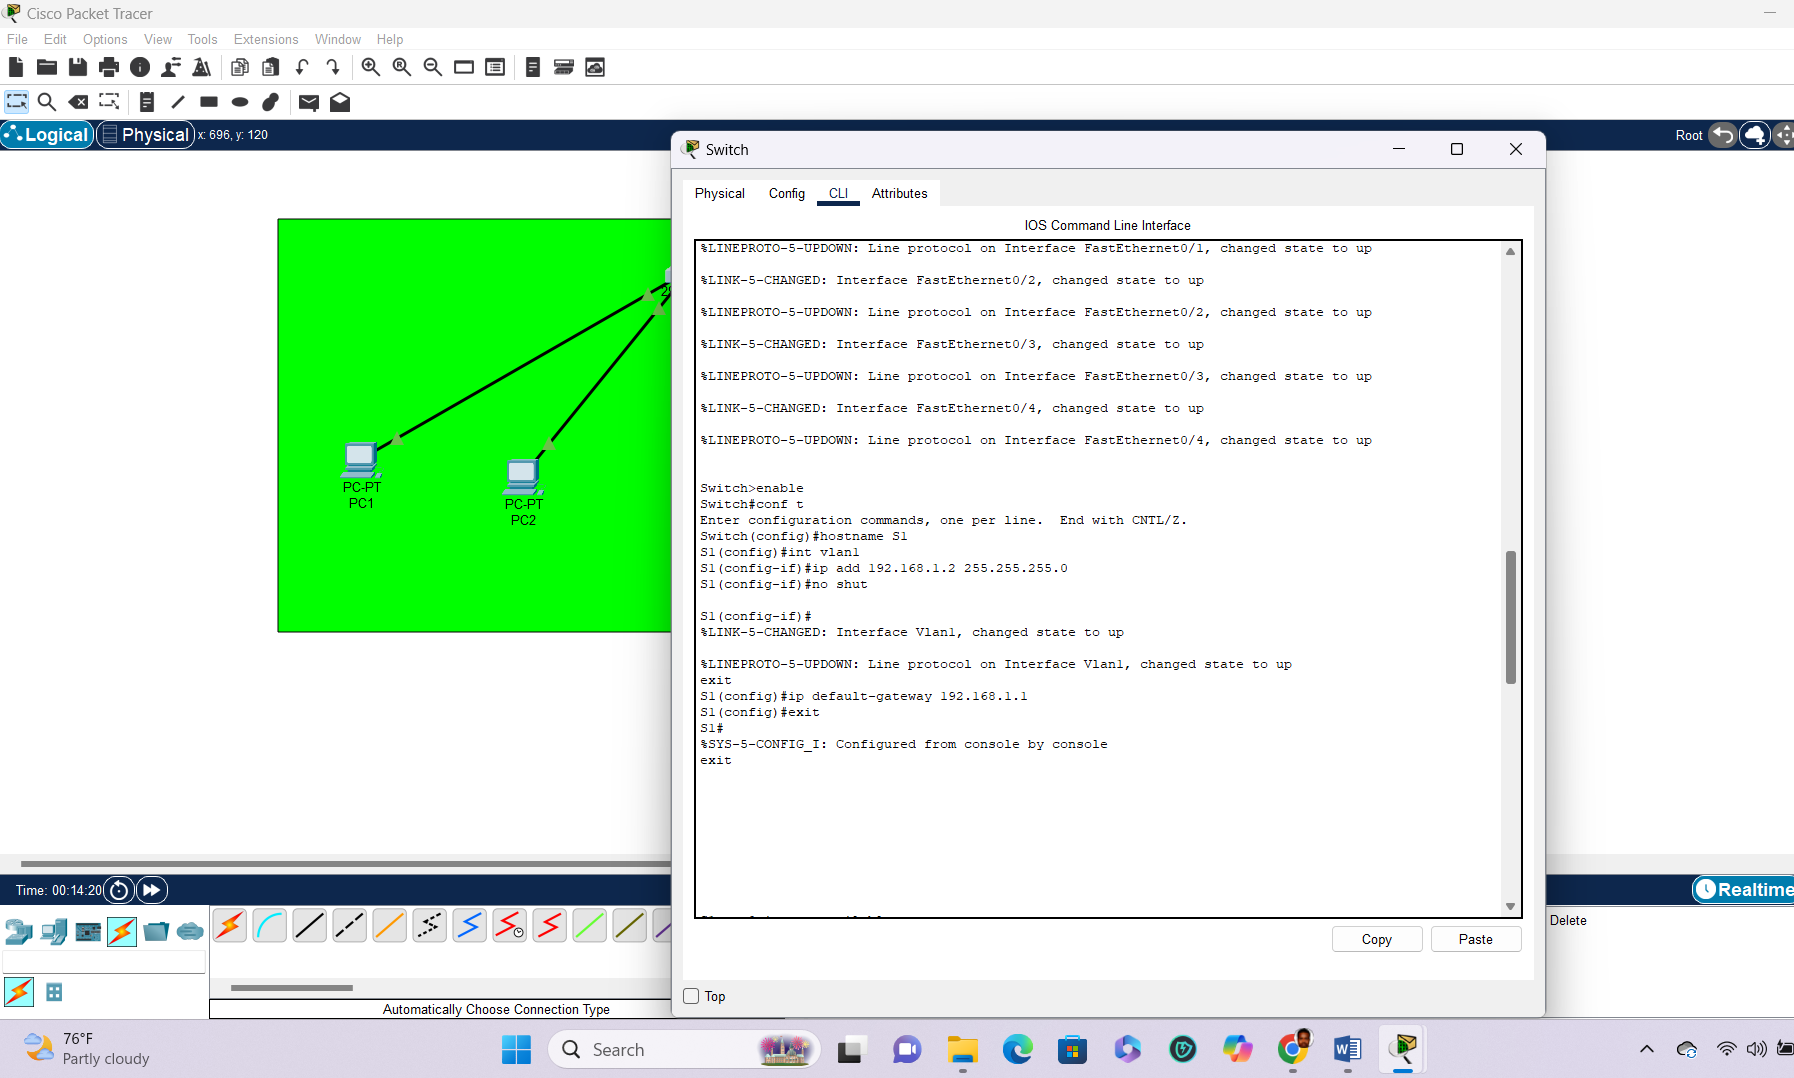 Cisco Packet Tracer
File Edit Options View Tools Extensions Window Help
Logical Physical x: 696, y: 120
Root
Switch
Physical Config CLI Attributes
IOS Command Line Interface
%LINEPROTO-5-UPDOWN: Line protocol on Interface FastEthernet0/1, changed state to up
%LINK-5-CHANGED: Interface FastEthernet0/2, changed state to up
%LINEPROTO-5-UPDOWN: Line protocol on Interface FastEthernet0/2, changed state to up
%LINK-5-CHANGED: Interface FastEthernet0/3, changed state to up
%LINEPROTO-5-UPDOWN: Line protocol on Interface FastEthernet0/3, changed state to up
%LINK-5-CHANGED: Interface FastEthernet0/4, changed state to up
%LINEPROTO-5-UPDOWN: Line protocol on Interface FastEthernet0/4, changed state to up
Switch>enable
Switch#conf t
Enter configuration commands, one per line.  End with CNTL/Z.
Switch(config)#hostname S1
S1(config)#int vlan1
S1(config-if)#ip add 192.168.1.2 255.255.255.0
S1(config-if)#no shut
S1(config-if)#
%LINK-5-CHANGED: Interface Vlan1, changed state to up
%LINEPROTO-5-UPDOWN: Line protocol on Interface Vlan1, changed state to up
exit
S1(config)#ip default-gateway 192.168.1.1
S1(config)#exit
S1#
%SYS-5-CONFIG_I: Configured from console by console
exit
Copy Paste
Top
PC-PT
PC1
PC-PT
PC2
Time: 00:14:20
Realtime
Delete
Automatically Choose Connection Type
76°F
Partly cloudy
Search